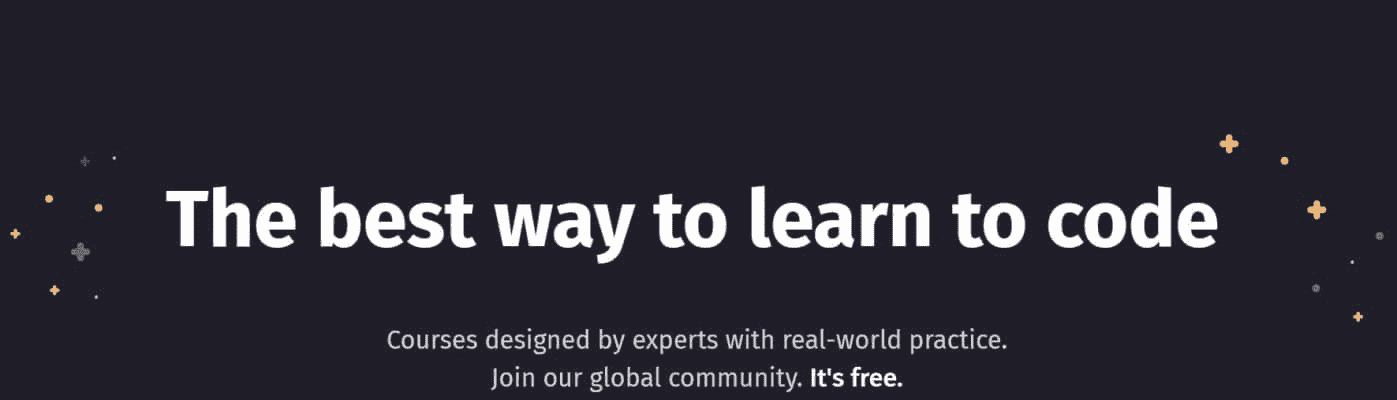 The best way to learn to code
Courses designed by experts with real-world practice.
Join our global community. It's free.